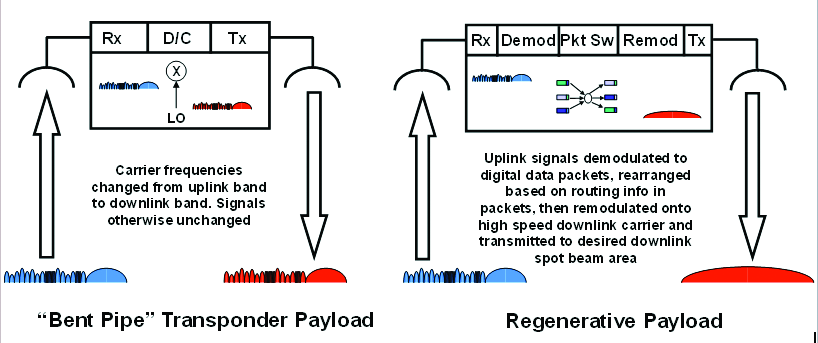 Rx D/C Tx
X
LO
Carrier frequencies
changed from uplink band
to downlink band. Signals
otherwise unchanged
“Bent Pipe” Transponder Payload
Rx Demod Pkt Sw Remod Tx
Uplink signals demodulated to
digital data packets, rearranged
based on routing info in
packets, then remodulated onto
high speed downlink carrier and
transmitted to desired downlink
spot beam area
Regenerative Payload